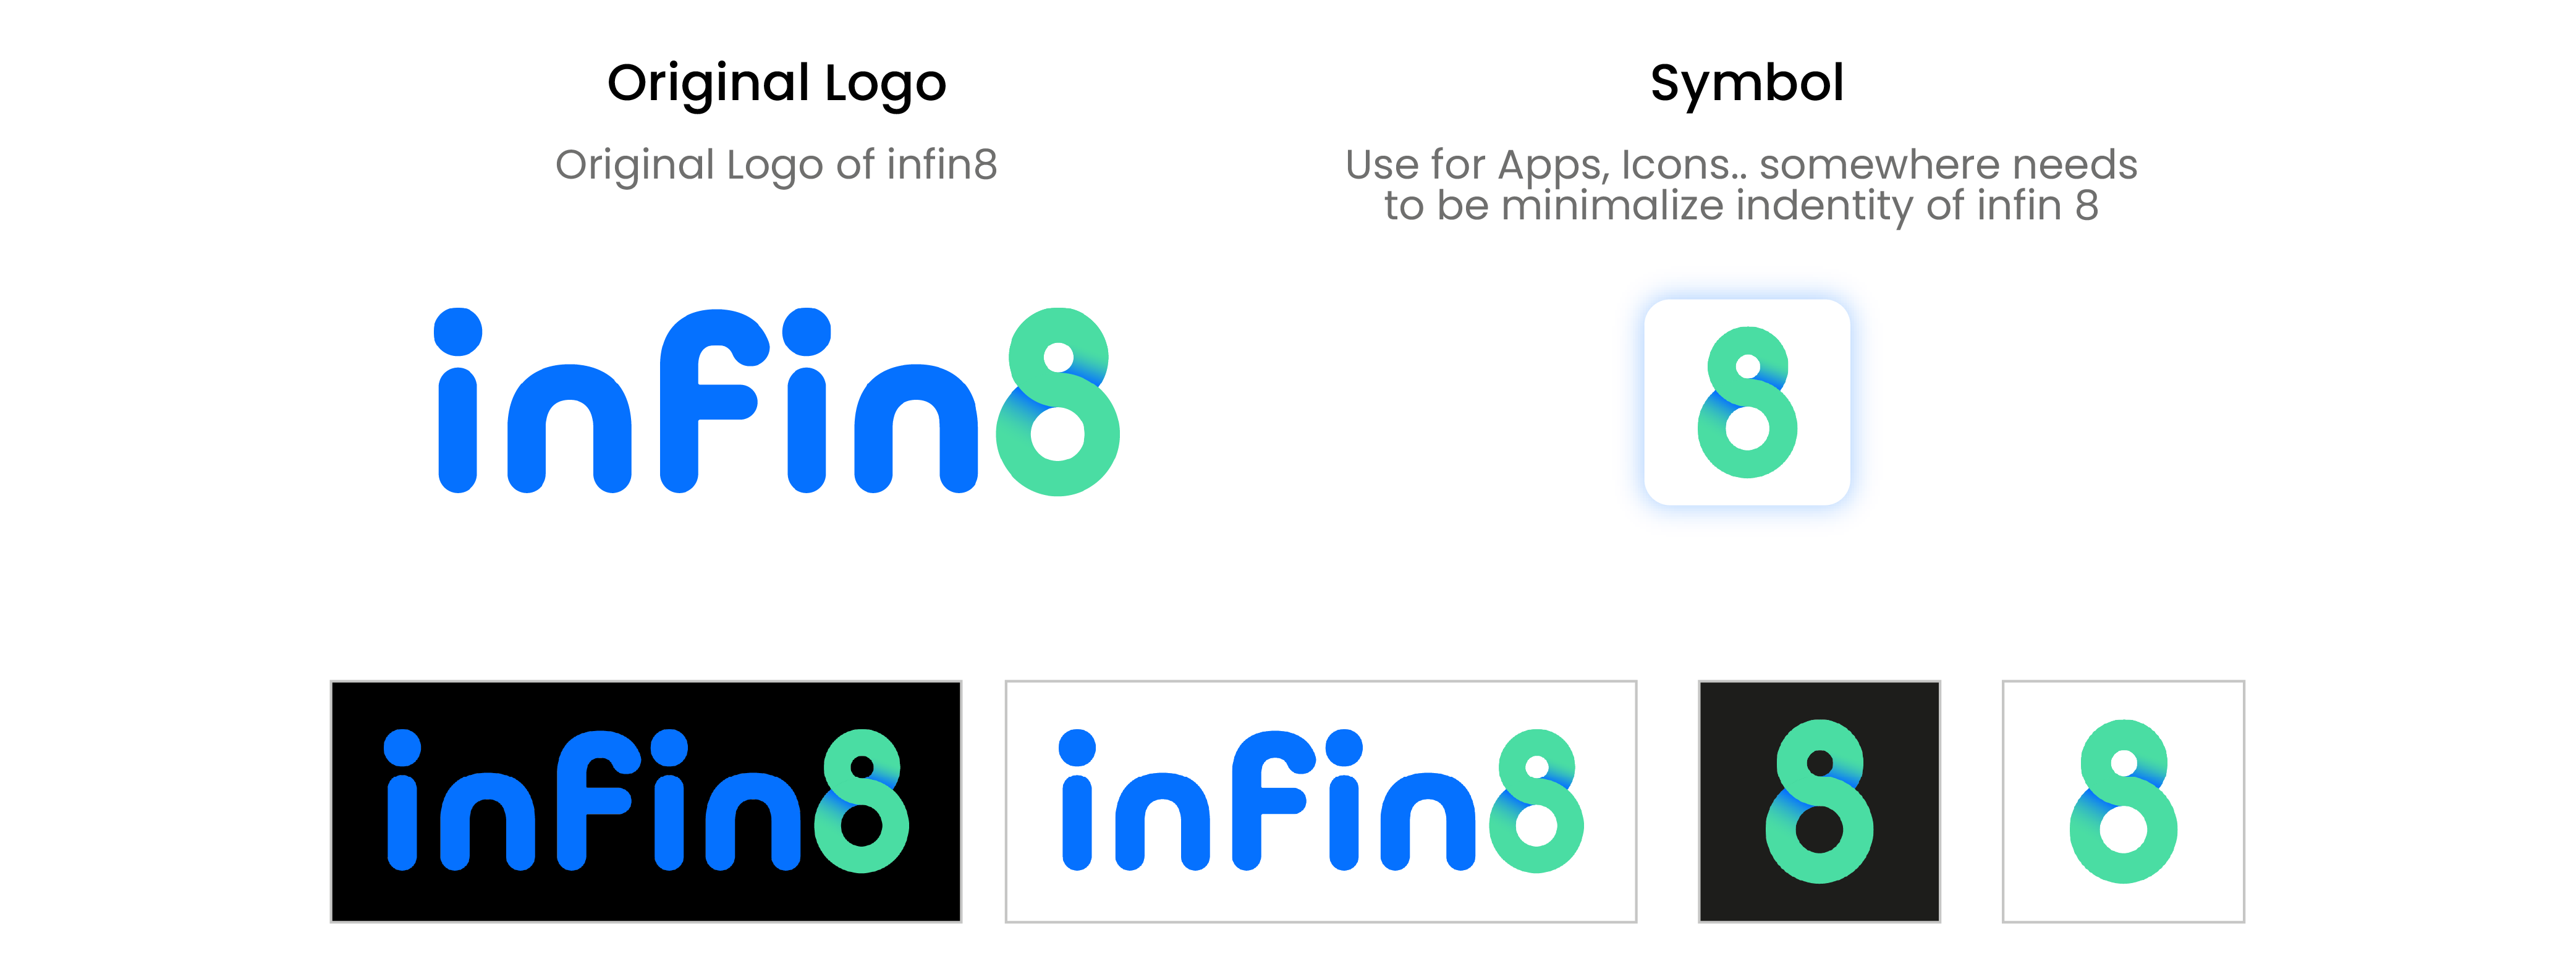 Original Logo
Original Logo of infin8
infin8
Symbol
Use for Apps, Icons.. somewhere needs
to be minimalize indentity of infin 8
8
infin8
infin8
8
8